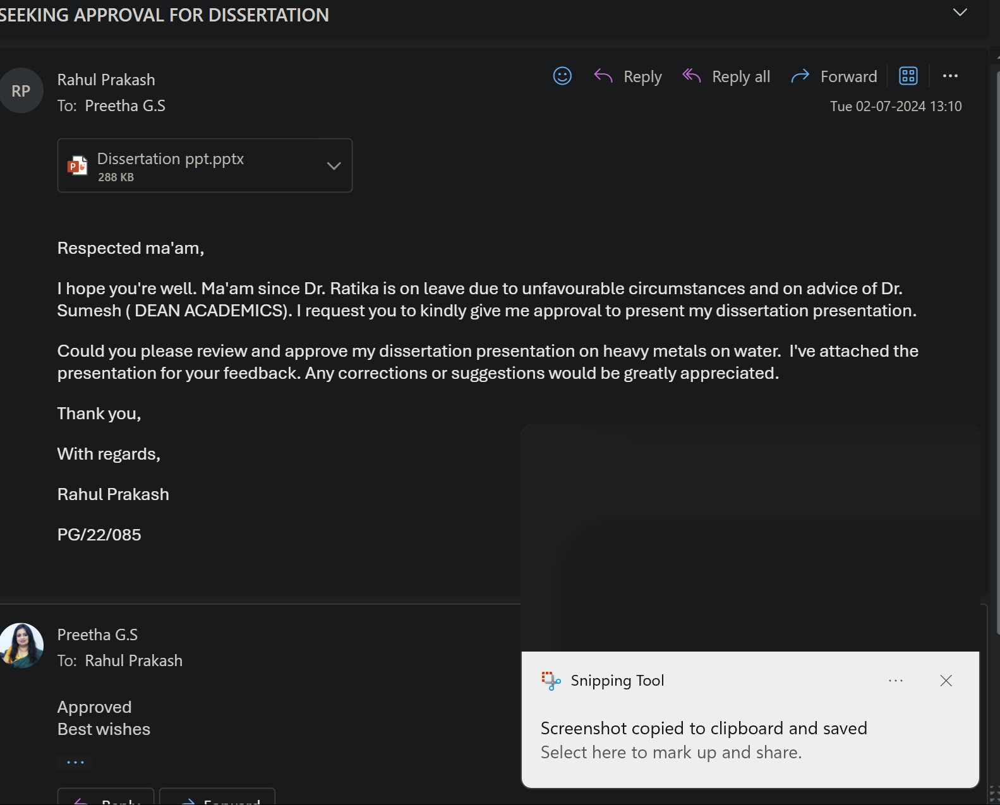 SEEKING APPROVAL FOR DISSERTATION
RP
Rahul Prakash
To: Preetha G.S
Reply
Reply all
Forward
Tue 02-07-2024 13:10
Dissertation ppt.pptx
288 KB
Respected ma'am,
I hope you're well. Ma'am since Dr. Ratika is on leave due to unfavourable circumstances and on advice of Dr.
Sumesh ( DEAN ACADEMICS). I request you to kindly give me approval to present my dissertation presentation.
Could you please review and approve my dissertation presentation on heavy metals on water.  I've attached the
presentation for your feedback. Any corrections or suggestions would be greatly appreciated.
Thank you,
With regards,
Rahul Prakash
PG/22/085
Preetha G.S
To: Rahul Prakash
Approved
Best wishes
Reply
Forward
Snipping Tool
Screenshot copied to clipboard and saved
Select here to mark up and share.